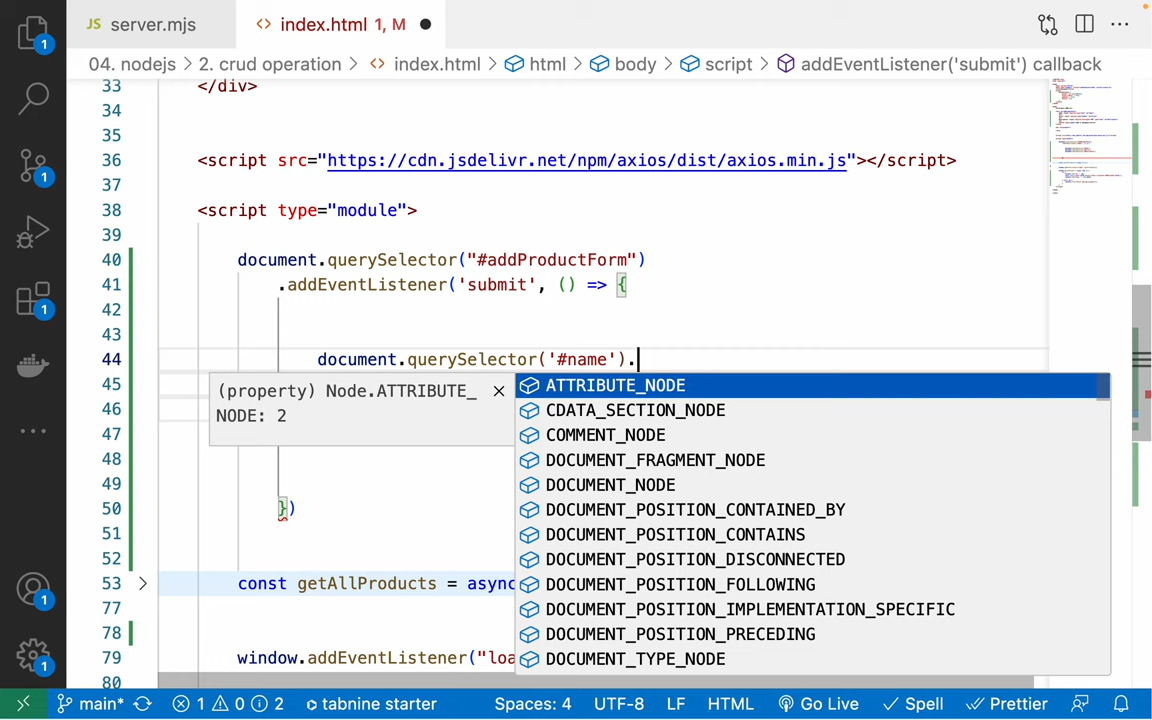 JS server.mjs
<> index.html 1, M
04. nodejs > 2. crud operation > <> index.html > html > body > script > addEventListener('submit') callback
33 </div>
34
35
36 <script src="https://cdn.jsdelivr.net/npm/axios/dist/axios.min.js"></script>
37
38 <script type="module">
39
40 document.querySelector("#addProductForm")
41 .addEventListener('submit', () => {
42
43
44 document.querySelector('#name').
45
46
47
48
49
50 })
51
52
53 const getAllProducts = async
77
78
79 window.addEventListener("loa
80
(property) Node.ATTRIBUTE_
NODE: 2
ATTRIBUTE_NODE
CDATA_SECTION_NODE
COMMENT_NODE
DOCUMENT_FRAGMENT_NODE
DOCUMENT_NODE
DOCUMENT_POSITION_CONTAINED_BY
DOCUMENT_POSITION_CONTAINS
DOCUMENT_POSITION_DISCONNECTED
DOCUMENT_POSITION_FOLLOWING
DOCUMENT_POSITION_IMPLEMENTATION_SPECIFIC
DOCUMENT_POSITION_PRECEDING
DOCUMENT_TYPE_NODE
1
1
1
1
1
main* 1 0 2 tabnine starter Spaces: 4 UTF-8 LF HTML Go Live Spell Prettier